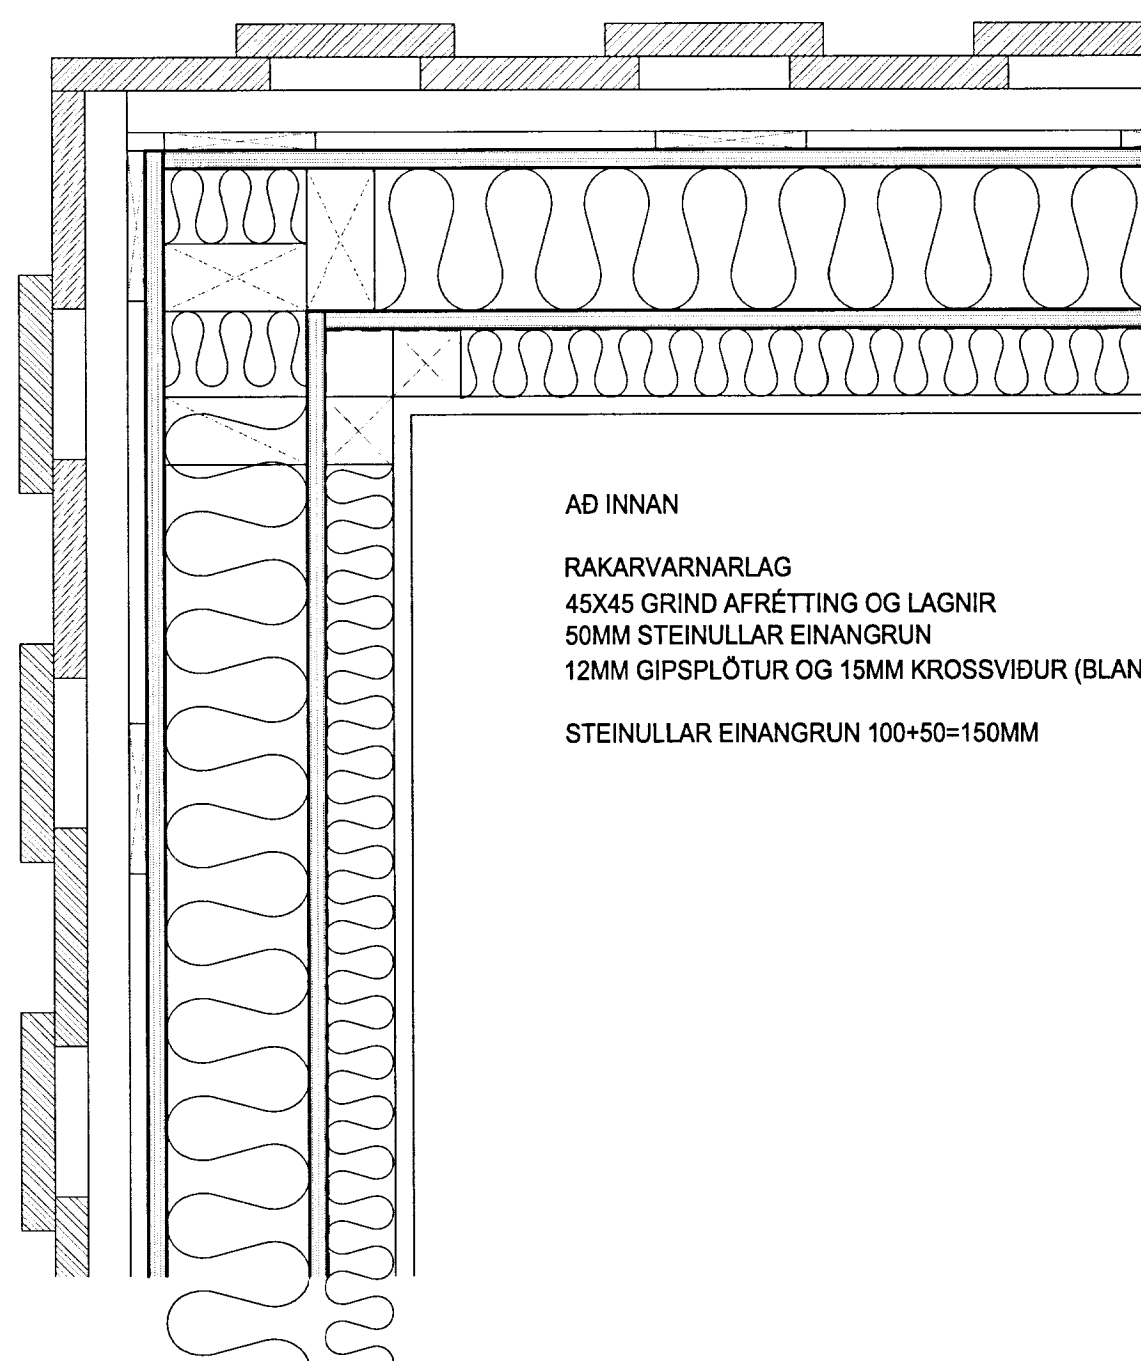 AÐ INNAN
RAKARVARNARLAG
45X45 GRIND AFRÉTTING OG LAGNIR
50MM STEINULLAR EINANGRUN
12MM GIPSPLÖTUR OG 15MM KROSSVIÐUR (BLAN
STEINULLAR EINANGRUN 100+50=150MM